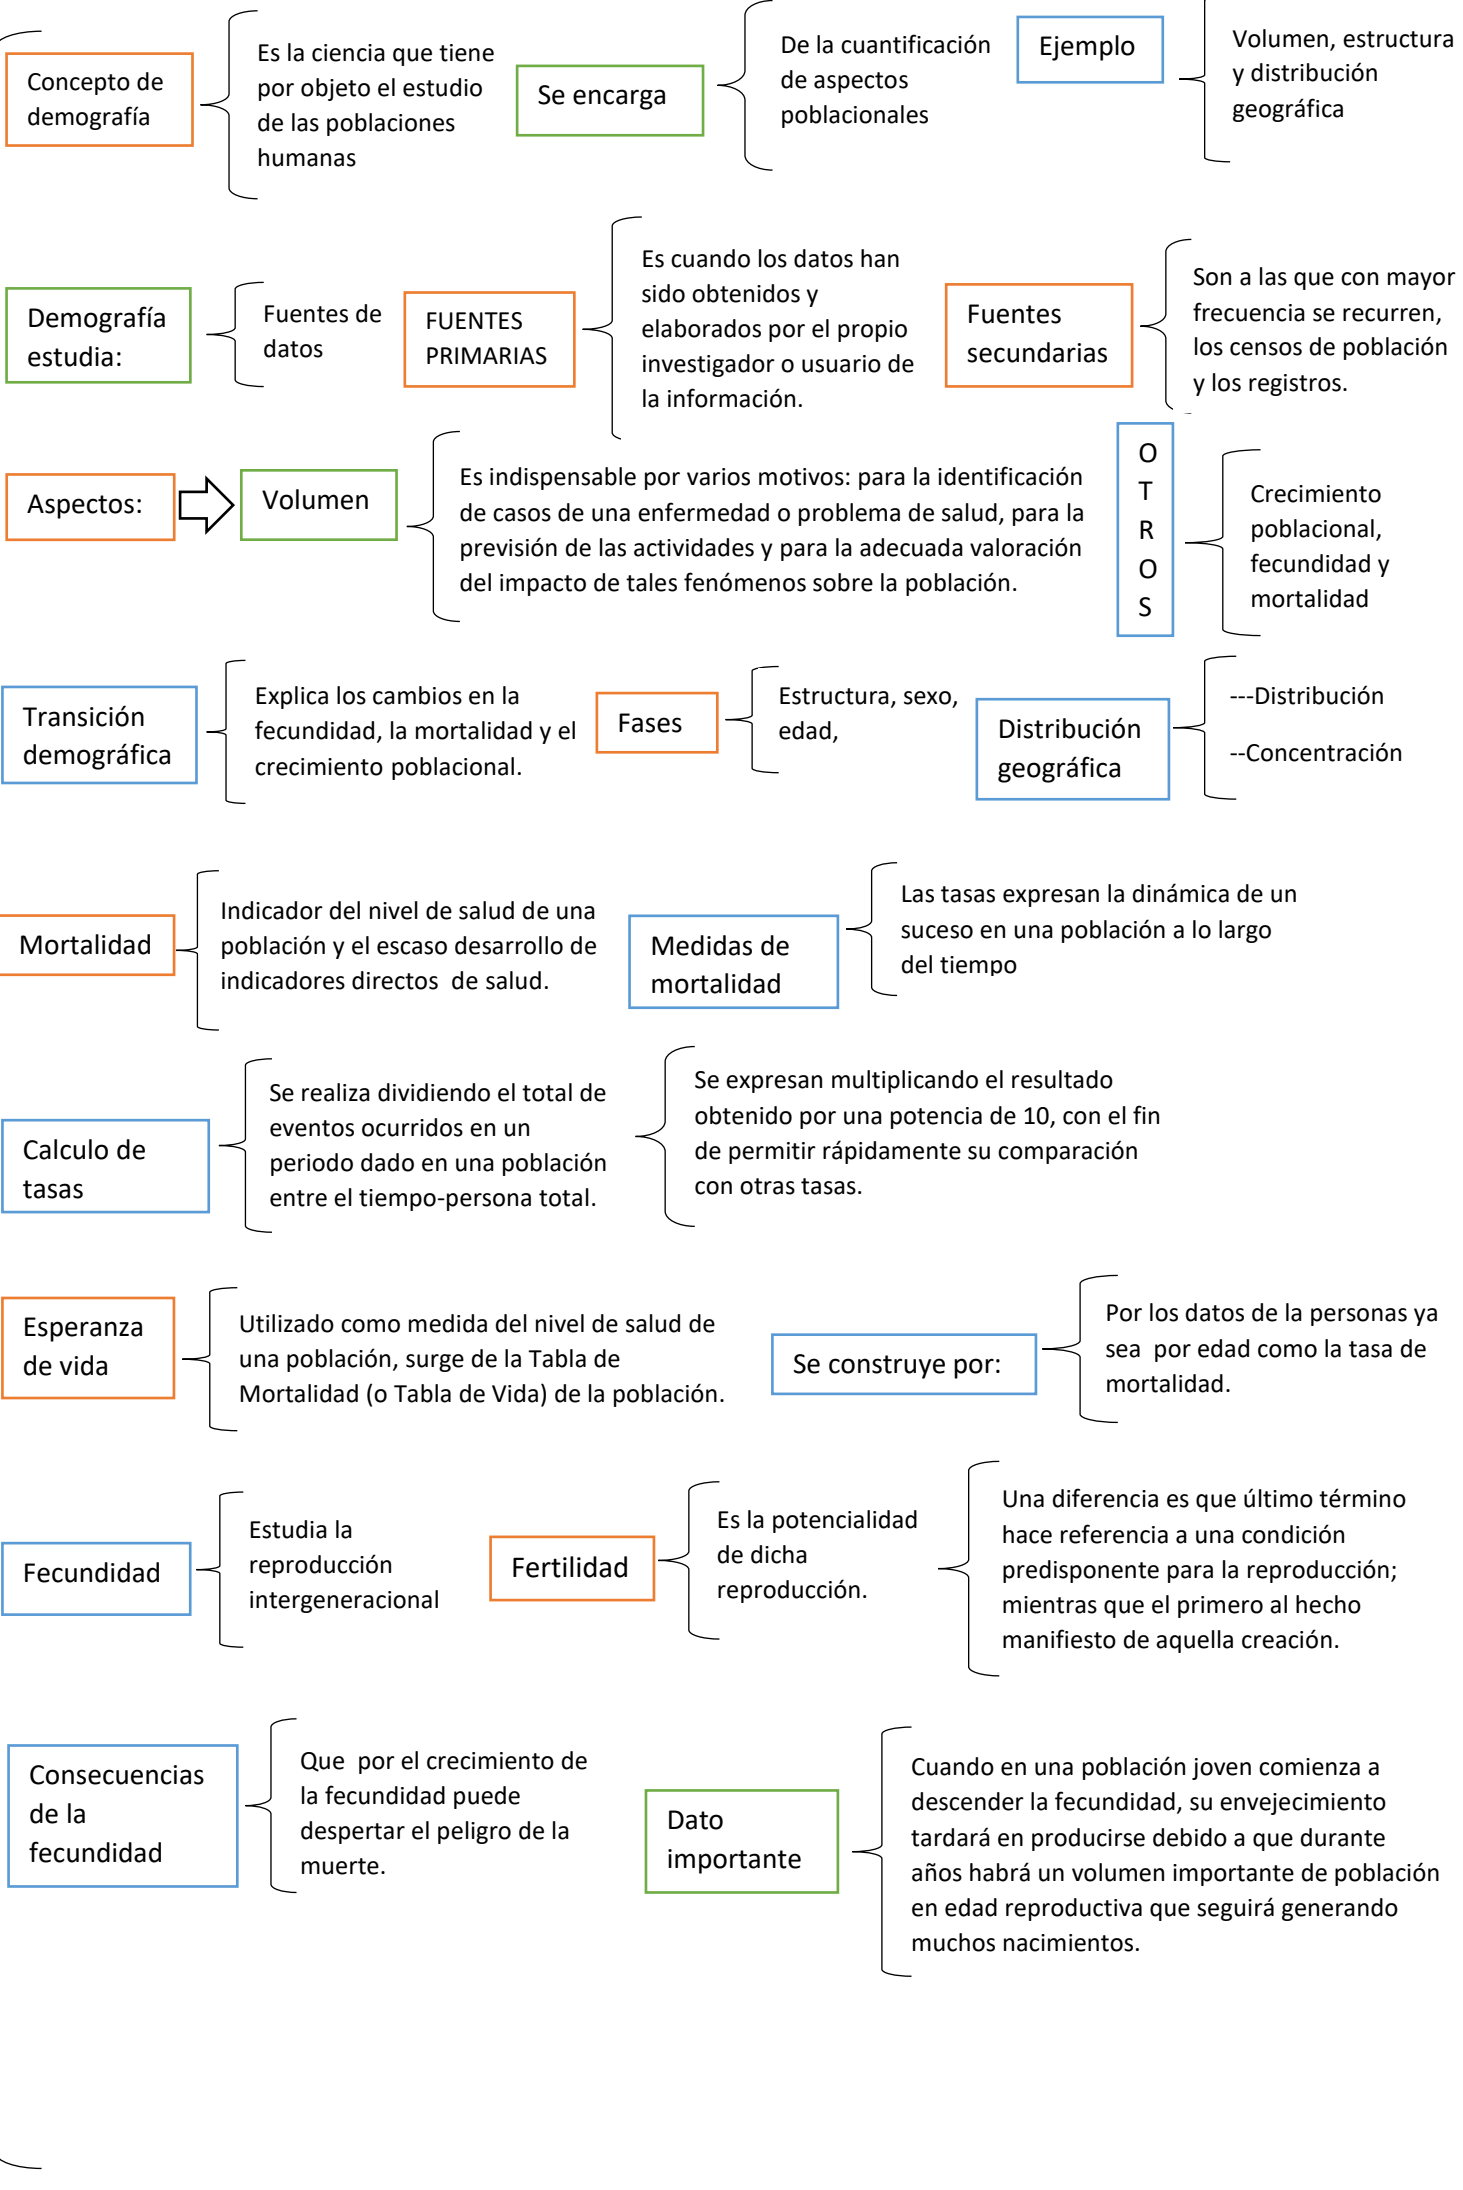 Concepto de
demografía
Es la ciencia que tiene
por objeto el estudio
de las poblaciones
humanas
Se encarga
De la cuantificación
de aspectos
poblacionales
Ejemplo
Volumen, estructura
y distribución
geográfica
Demografía
estudia:
Fuentes de
datos
FUENTES
PRIMARIAS
Es cuando los datos han
sido obtenidos y
elaborados por el propio
investigador o usuario de
la información.
Fuentes
secundarias
Son a las que con mayor
frecuencia se recurren,
los censos de población
y los registros.
Aspectos:
Volumen
Es indispensable por varios motivos: para la identificación
de casos de una enfermedad o problema de salud, para la
previsión de las actividades y para la adecuada valoración
del impacto de tales fenómenos sobre la población.
O
T
R
O
S
Crecimiento
poblacional,
fecundidad y
mortalidad
Transición
demográfica
Explica los cambios en la
fecundidad, la mortalidad y el
crecimiento poblacional.
Fases
Estructura, sexo,
edad,
Distribución
geográfica
---Distribución
--Concentración
Mortalidad
Indicador del nivel de salud de una
población y el escaso desarrollo de
indicadores directos  de salud.
Medidas de
mortalidad
Las tasas expresan la dinámica de un
suceso en una población a lo largo
del tiempo
Calculo de
tasas
Se realiza dividiendo el total de
eventos ocurridos en un
periodo dado en una población
entre el tiempo-persona total.
Se expresan multiplicando el resultado
obtenido por una potencia de 10, con el fin
de permitir rápidamente su comparación
con otras tasas.
Esperanza
de vida
Utilizado como medida del nivel de salud de
una población, surge de la Tabla de
Mortalidad (o Tabla de Vida) de la población.
Se construye por:
Por los datos de la personas ya
sea  por edad como la tasa de
mortalidad.
Fecundidad
Estudia la
reproducción
intergeneracional
Fertilidad
Es la potencialidad
de dicha
reproducción.
Una diferencia es que último término
hace referencia a una condición
predisponente para la reproducción;
mientras que el primero al hecho
manifiesto de aquella creación.
Consecuencias
de la
fecundidad
Que  por el crecimiento de
la fecundidad puede
despertar el peligro de la
muerte.
Dato
importante
Cuando en una población joven comienza a
descender la fecundidad, su envejecimiento
tardará en producirse debido a que durante
años habrá un volumen importante de población
en edad reproductiva que seguirá generando
muchos nacimientos.